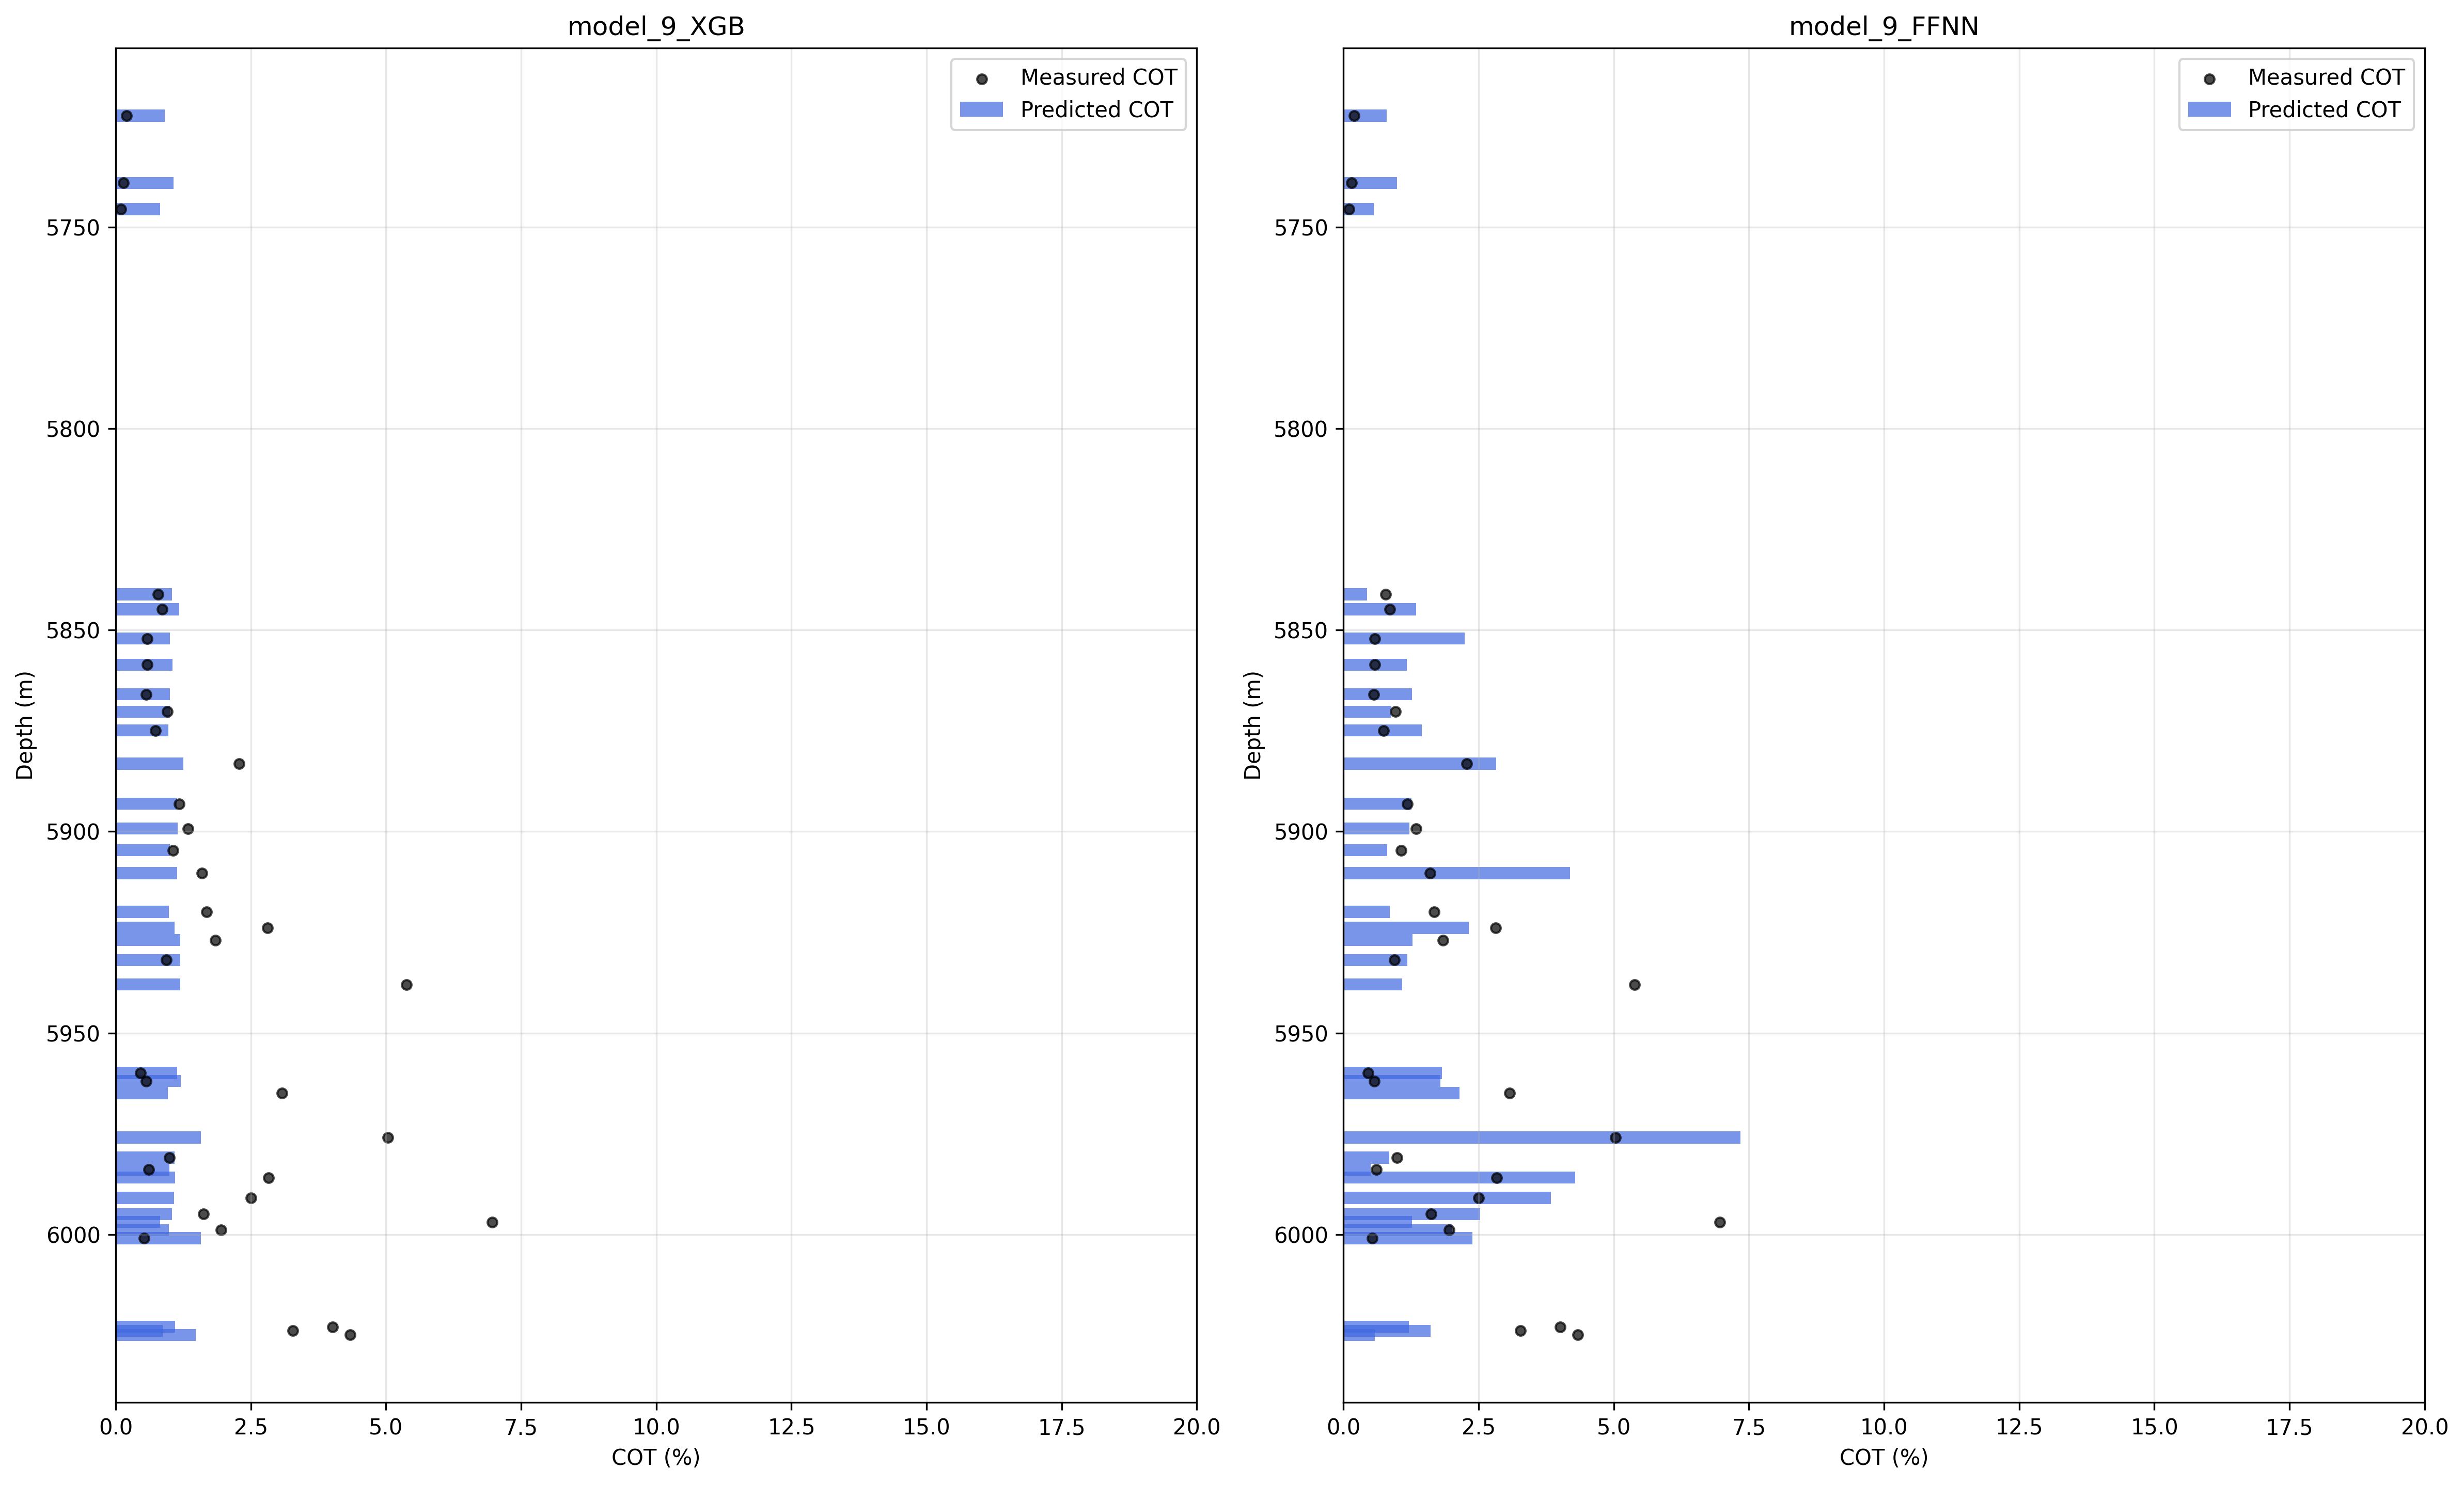 model_9_XGB
Measured COT
Predicted COT
5750
5800
5850
5900
5950
6000
Depth (m)
0.0 2.5 5.0 7.5 10.0 12.5 15.0 17.5 20.0
COT (%)
model_9_FFNN
Measured COT
Predicted COT
5750
5800
5850
5900
5950
6000
Depth (m)
0.0 2.5 5.0 7.5 10.0 12.5 15.0 17.5 20.0
COT (%)